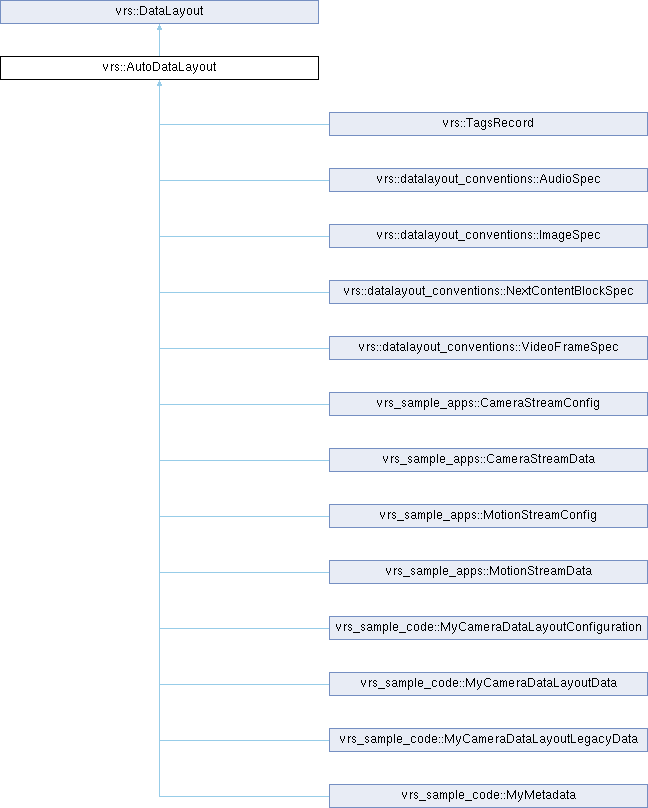 vrs::DataLayout
vrs::AutoDataLayout
vrs::TagsRecord
vrs::datalayout_conventions::AudioSpec
vrs::datalayout_conventions::ImageSpec
vrs::datalayout_conventions::NextContentBlockSpec
vrs::datalayout_conventions::VideoFrameSpec
vrs_sample_apps::CameraStreamConfig
vrs_sample_apps::CameraStreamData
vrs_sample_apps::MotionStreamConfig
vrs_sample_apps::MotionStreamData
vrs_sample_code::MyCameraDataLayoutConfiguration
vrs_sample_code::MyCameraDataLayoutData
vrs_sample_code::MyCameraDataLayoutLegacyData
vrs_sample_code::MyMetadata